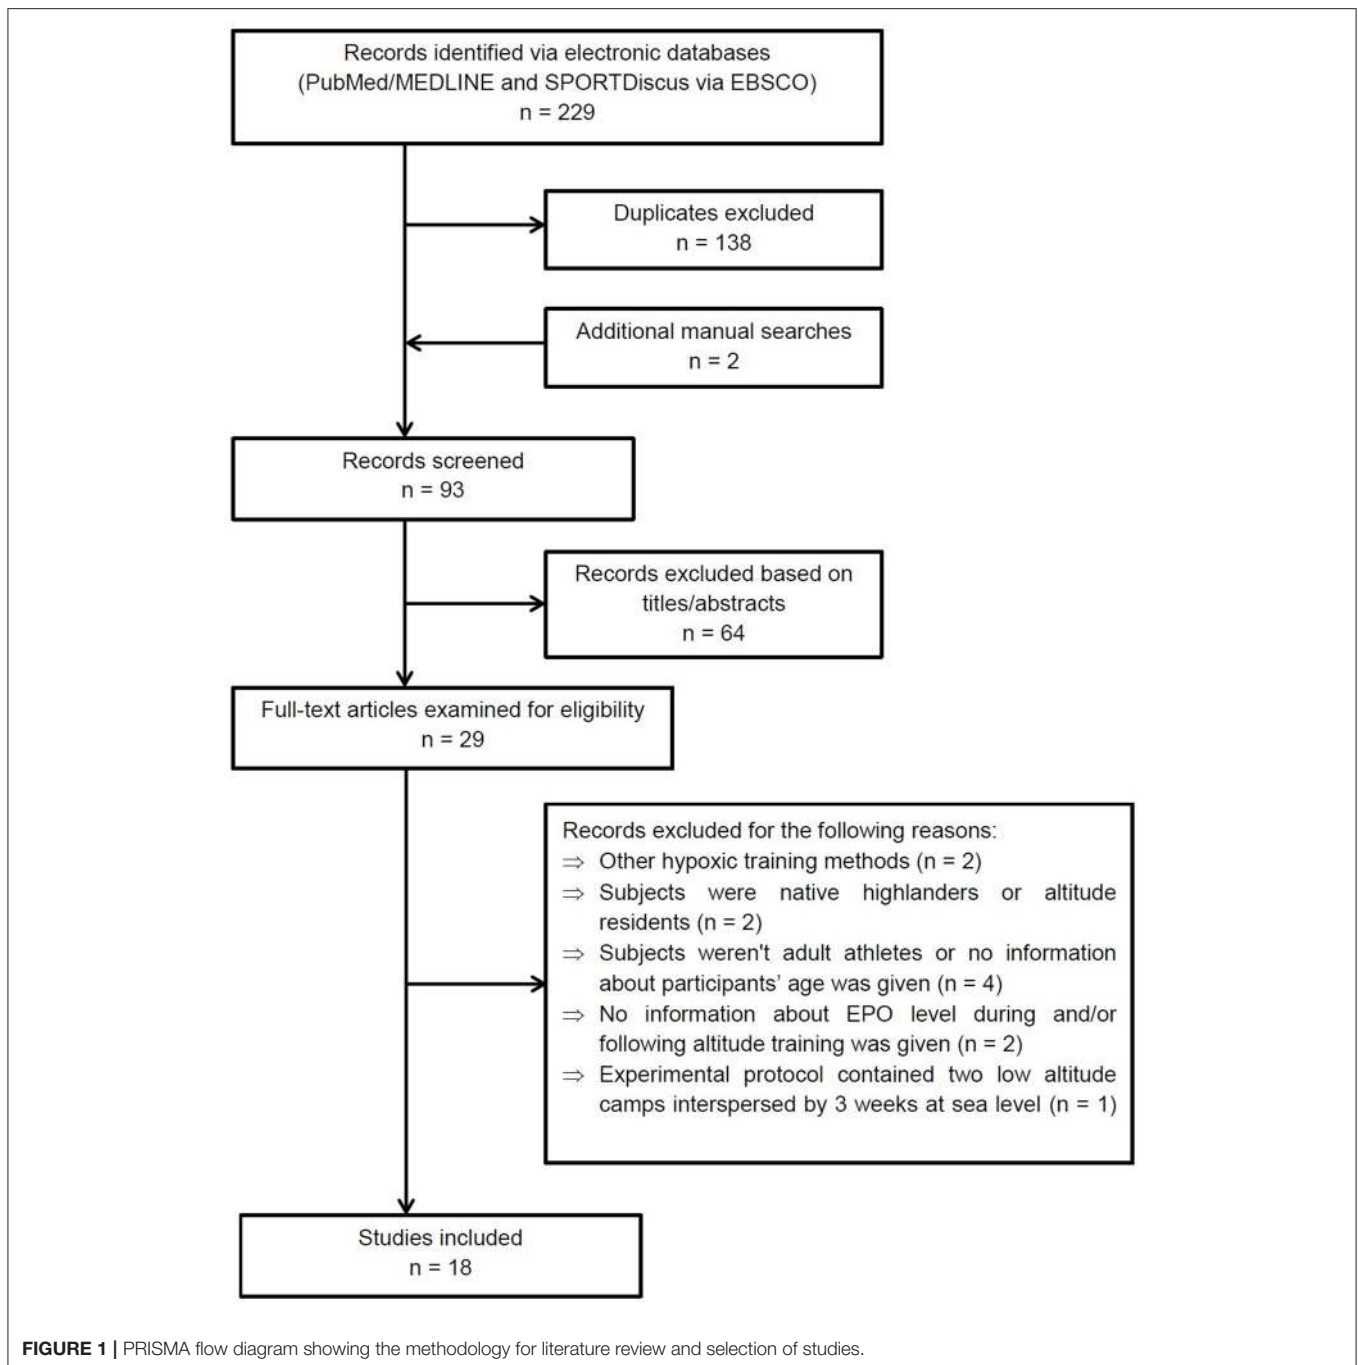 Records identified via electronic databases
(PubMed/MEDLINE and SPORTDiscus via EBSCO)
n = 229
Duplicates excluded
n = 138
Additional manual searches
n = 2
Records screened
n = 93
Records excluded based on
titles/abstracts
n = 64
Full-text articles examined for eligibility
n = 29
Records excluded for the following reasons:
⇒ Other hypoxic training methods (n = 2)
⇒ Subjects were native highlanders or altitude
residents (n = 2)
⇒ Subjects weren't adult athletes or no information
about participants’ age was given (n = 4)
⇒ No information about EPO level during and/or
following altitude training was given (n = 2)
⇒ Experimental protocol contained two low altitude
camps interspersed by 3 weeks at sea level (n = 1)
Studies included
n = 18
FIGURE 1 | PRISMA flow diagram showing the methodology for literature review and selection of studies.